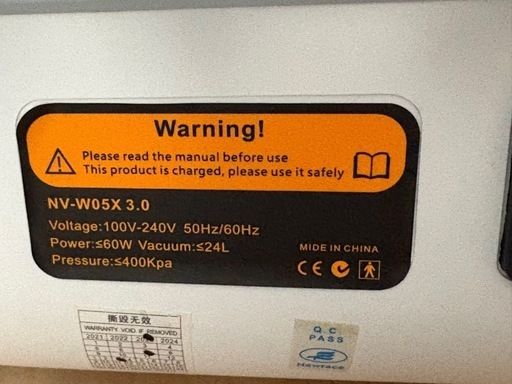 Warning!
Please read the manual before use
This product is charged, please use it safely
NV-W05X 3.0
Voltage:100V-240V 50Hz/60Hz
Power:≤60W Vacuum:≤24L
Pressure:≤400Kpa
MADE IN CHINA
CE
撕毁无效
WARRANTY VOID IF REMOVED
2021 2022 2024
Q.C
PASS
Newface